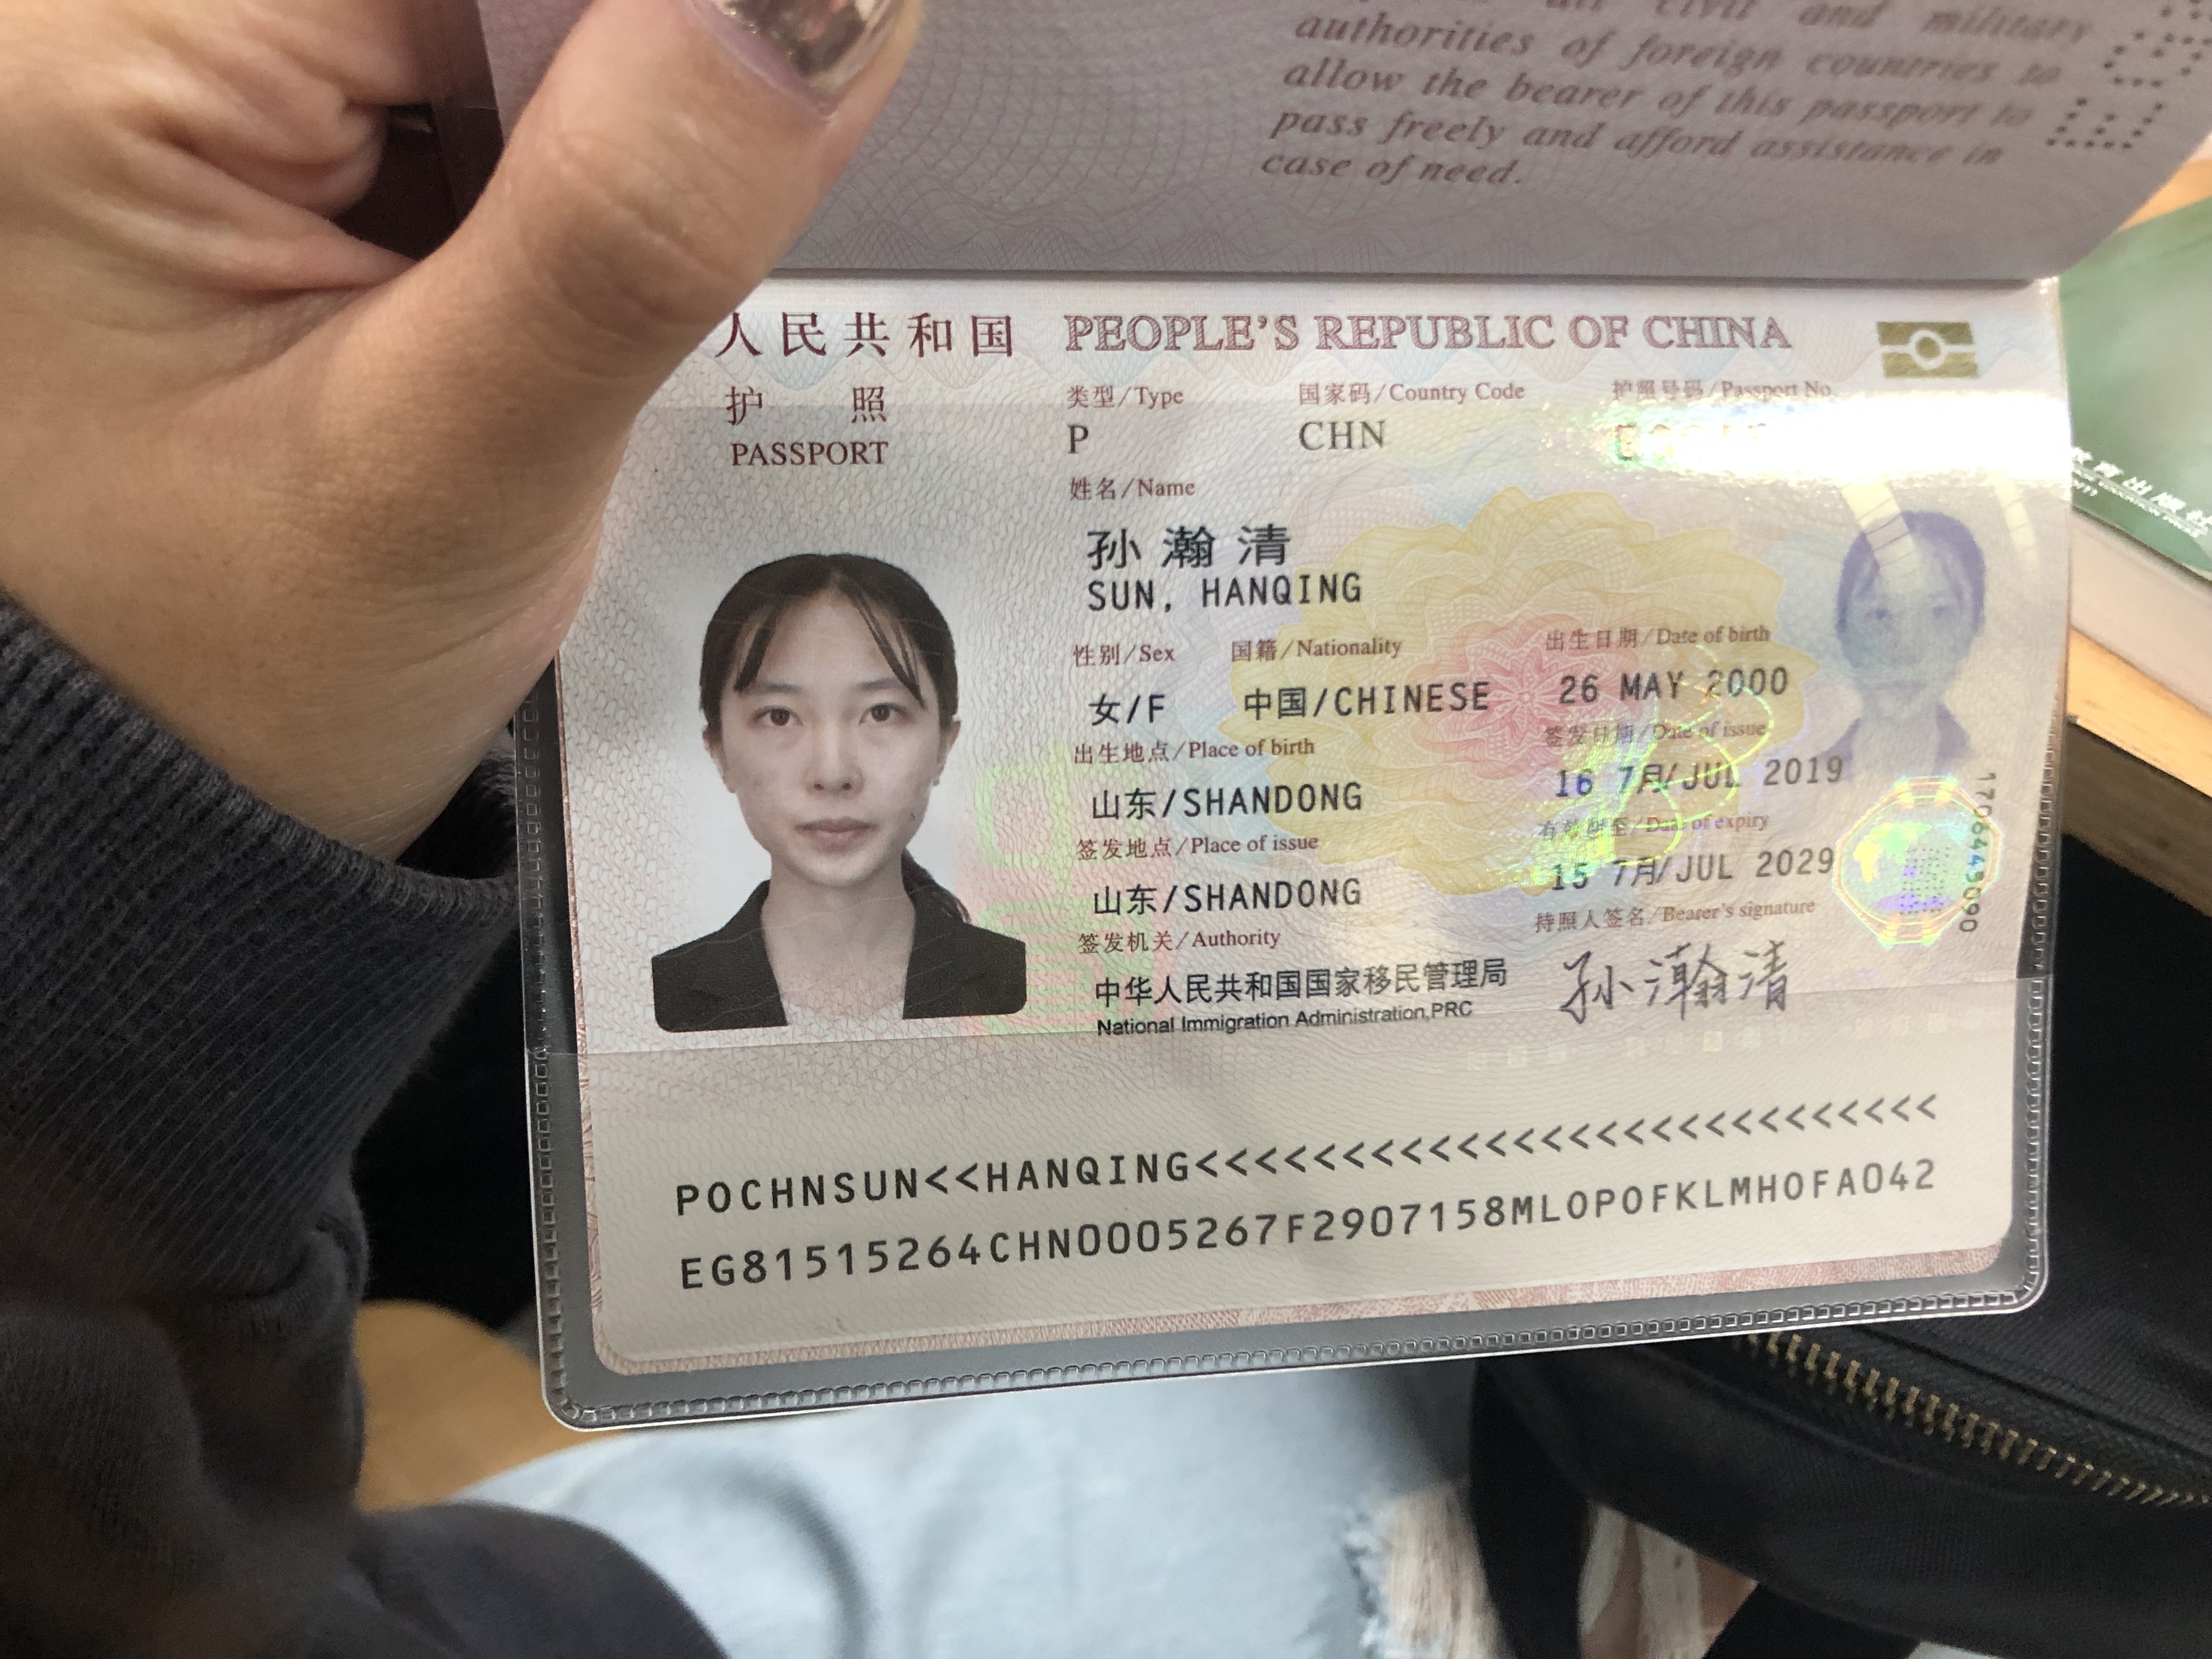 civil and military
authorities of foreign countries to
allow the bearer of this passport to
pass freely and afford assistance in
case of need.
人民共和国 PEOPLE'S REPUBLIC OF CHINA
护 照
PASSPORT
类型/Type
P
国家码/Country Code
CHN
护照号码/Passport No.
姓名/Name
孙瀚清
SUN, HANQING
性别/Sex
女/F
国籍/Nationality
中国/CHINESE
出生日期/Date of birth
26 MAY 2000
出生地点/Place of birth
山东/SHANDONG
签发日期/Date of issue
16 7月/JUL 2019
签发地点/Place of issue
山东/SHANDONG
有效期至/Date of expiry
15 7月/JUL 2029
签发机关/Authority
中华人民共和国国家移民管理局
National Immigration Administration,PRC
持照人签名/Bearer's signature
孙瀚清
1706445090
POCHNSUN<<HANQING<<<<<<<<<<<<<<<<<<<<<<<<<<<
EG81515264CHN0005267F2907158MLOPOFKLMHOFA042
教育出版社